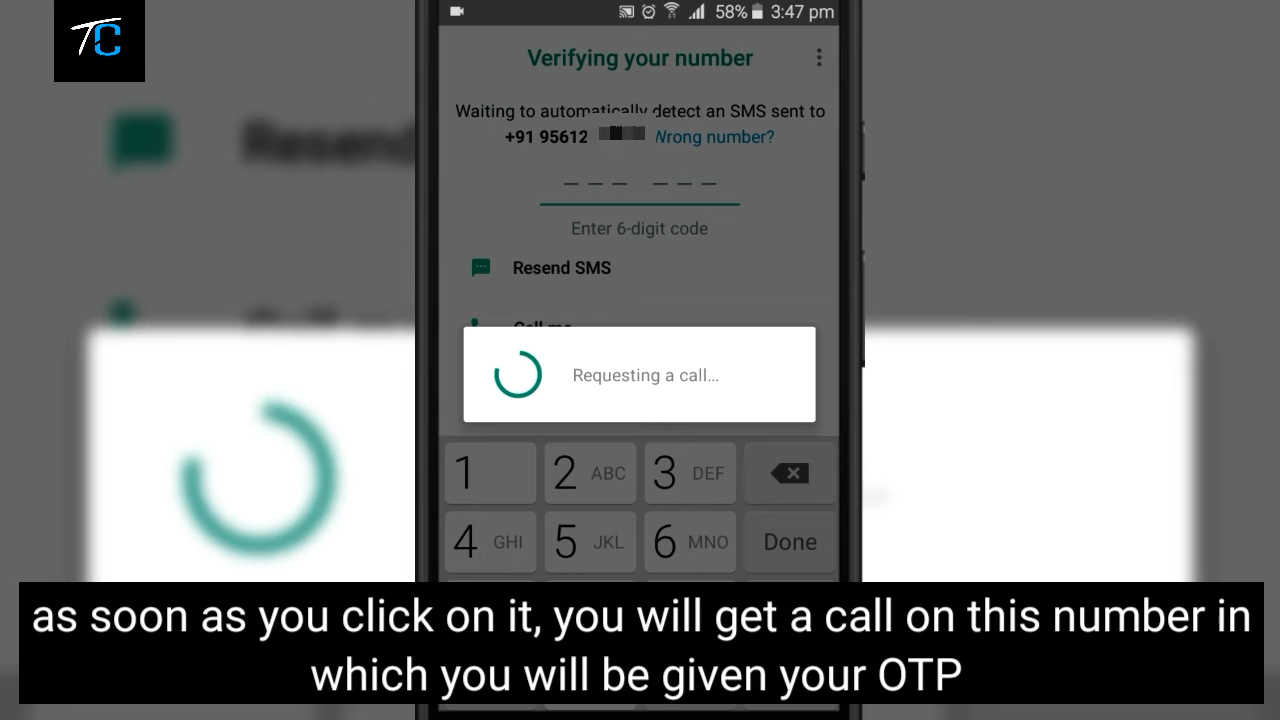 TC
58% 3:47 pm
Verifying your number
Waiting to automatically detect an SMS sent to
+91 95612 Wrong number?
Enter 6-digit code
Resend SMS
Call me
Requesting a call...
1 2 ABC 3 DEF
4 GHI 5 JKL 6 MNO Done
as soon as you click on it, you will get a call on this number in
which you will be given your OTP
Resend